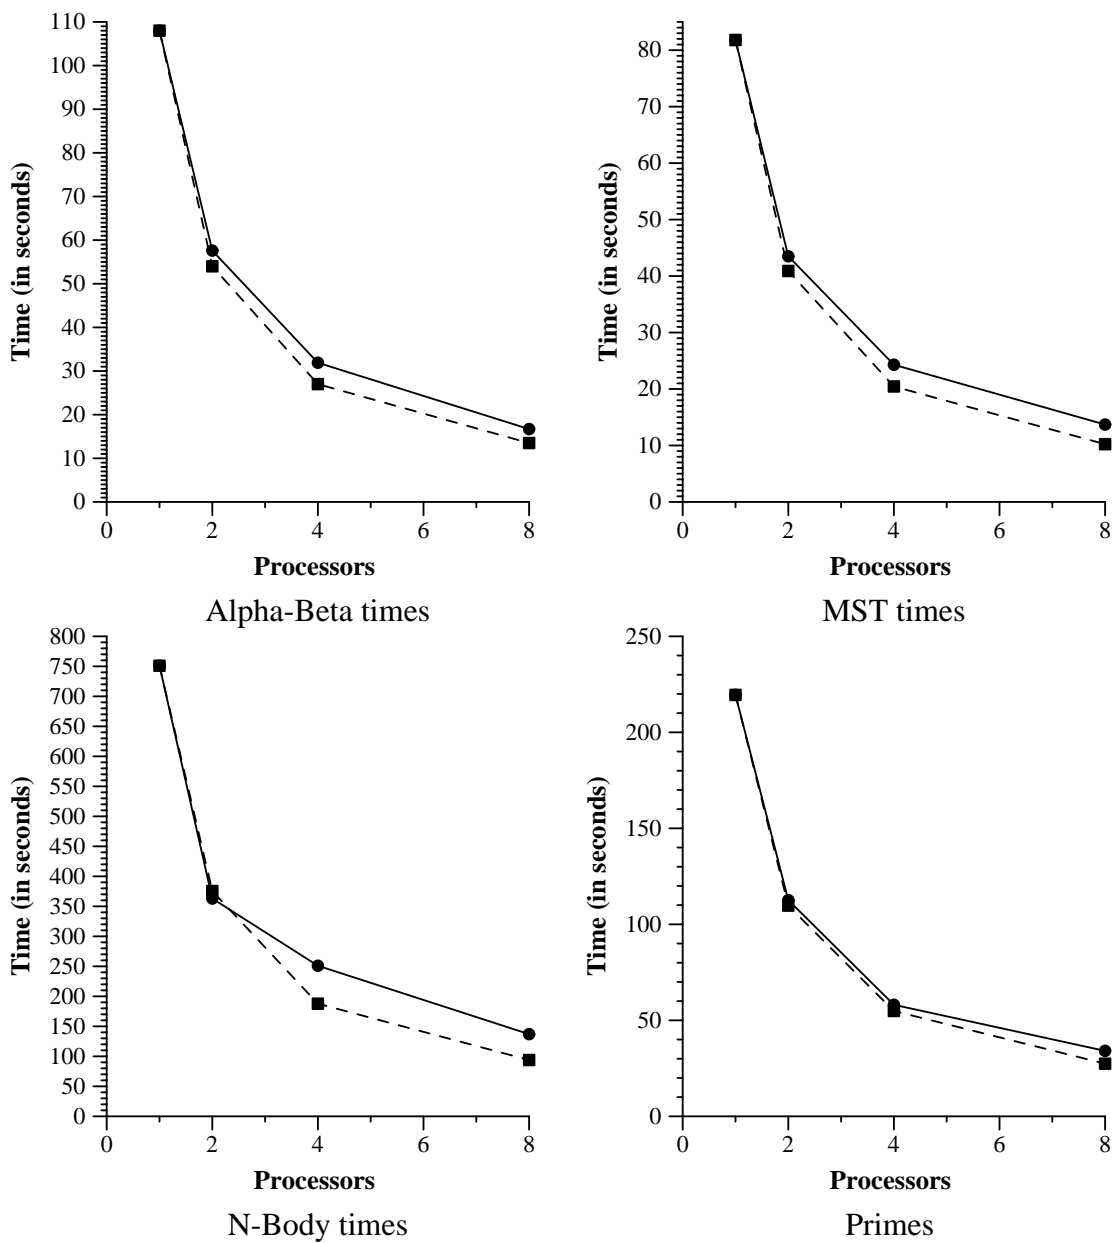 110
100
90
80
70
60
50
40
30
20
10
0
Time (in seconds)
0 2 4 6 8
Processors
Alpha-Beta times
80
70
60
50
40
30
20
10
0
Time (in seconds)
0 2 4 6 8
Processors
MST times
800
750
700
650
600
550
500
450
400
350
300
250
200
150
100
50
0
Time (in seconds)
0 2 4 6 8
Processors
N-Body times
250
200
150
100
50
0
Time (in seconds)
0 2 4 6 8
Processors
Primes